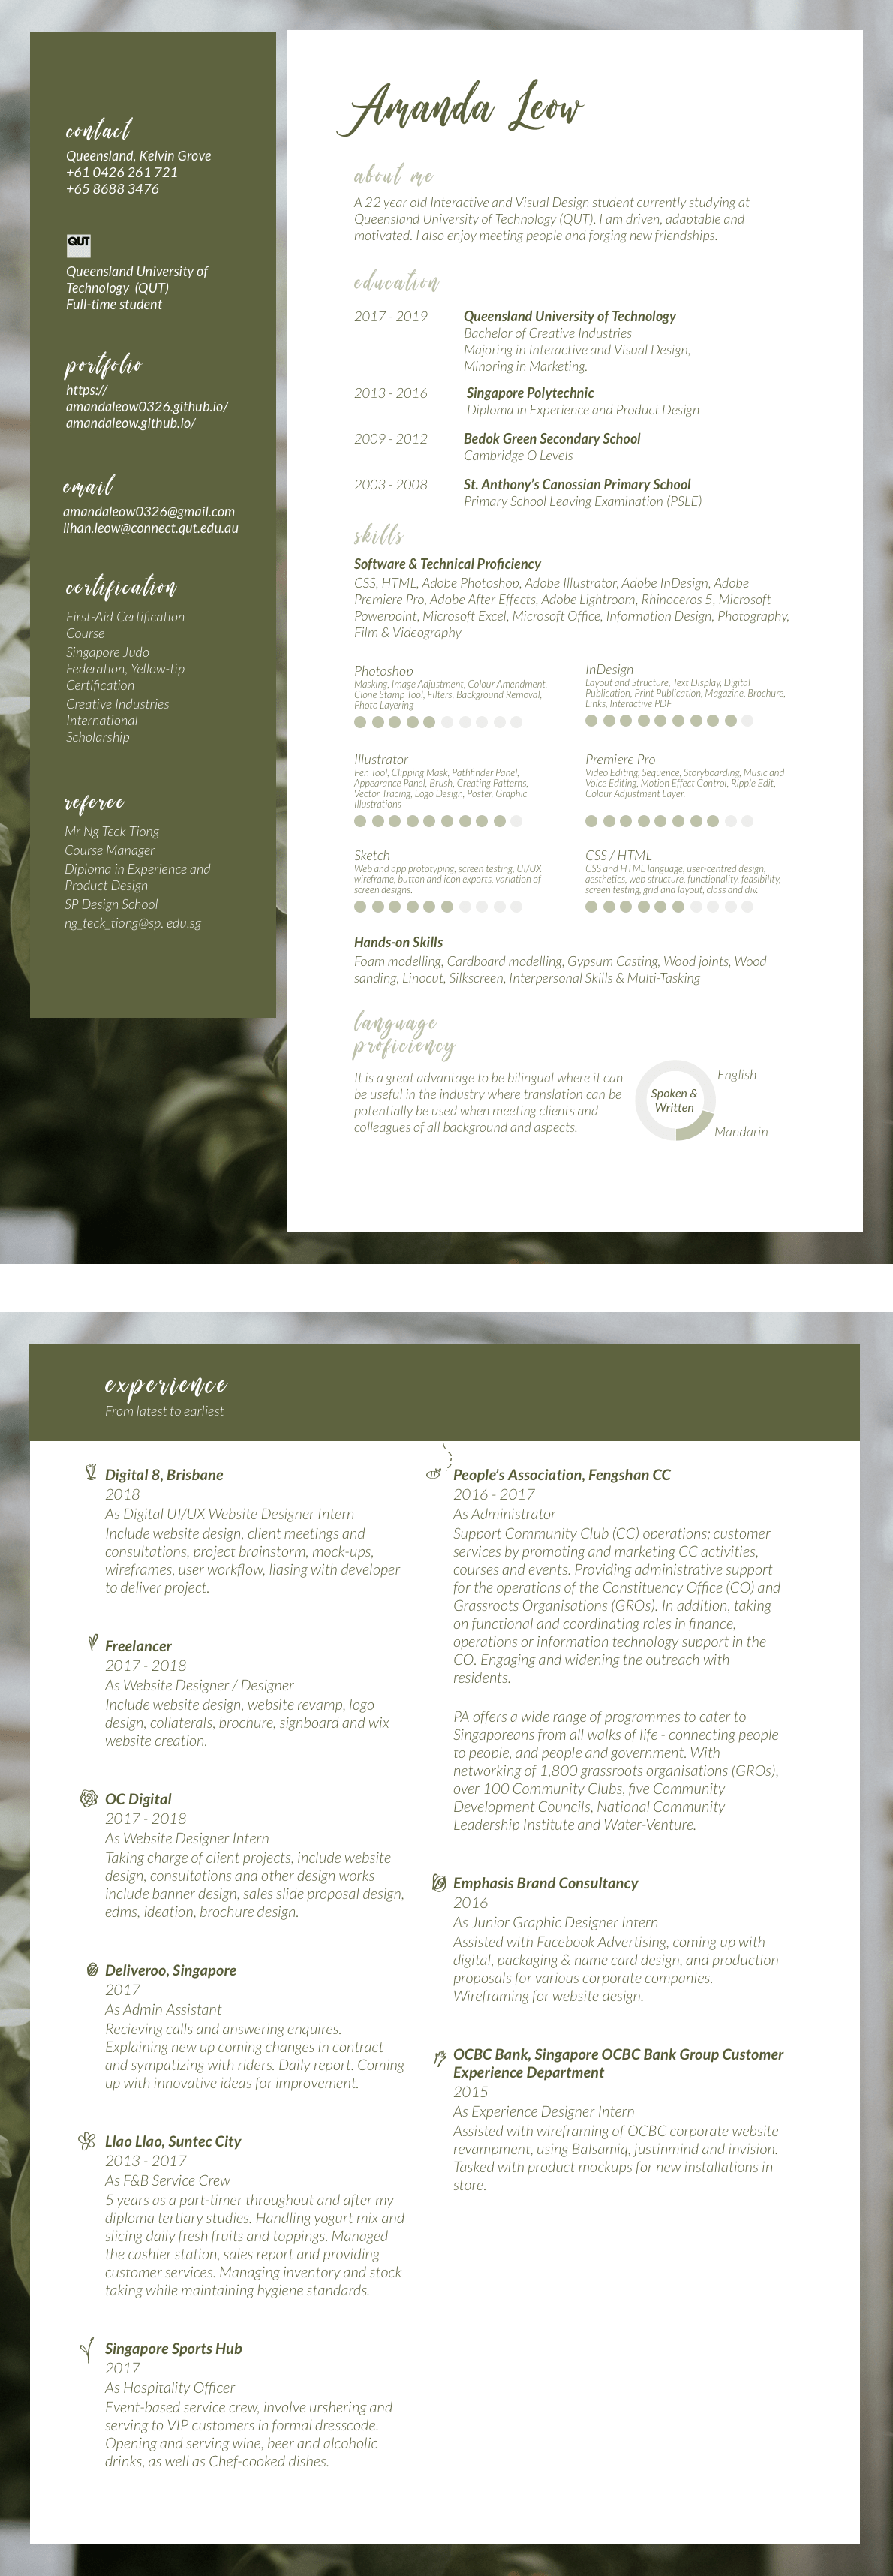 contact
Queensland, Kelvin Grove
+61 0426 261 721
+65 8688 3476
QUT
Queensland University of
Technology (QUT)
Full-time student
portfolio
https://
amandaleow0326.github.io/
amandaleow.github.io/
email
amandaleow0326@gmail.com
lihan.leow@connect.qut.edu.au
certification
First-Aid Certification
Course
Singapore Judo
Federation, Yellow-tip
Certification
Creative Industries
International
Scholarship
referee
Mr Ng Teck Tiong
Course Manager
Diploma in Experience and
Product Design
SP Design School
ng_teck_tiong@sp. edu.sg
Amanda Leow
about me
A 22 year old Interactive and Visual Design student currently studying at
Queensland University of Technology (QUT). I am driven, adaptable and
motivated. I also enjoy meeting people and forging new friendships.
education
2017 - 2019 Queensland University of Technology
Bachelor of Creative Industries
Majoring in Interactive and Visual Design,
Minoring in Marketing.
2013 - 2016 Singapore Polytechnic
Diploma in Experience and Product Design
2009 - 2012 Bedok Green Secondary School
Cambridge O Levels
2003 - 2008 St. Anthony's Canossian Primary School
Primary School Leaving Examination (PSLE)
skills
Software & Technical Proficiency
CSS, HTML, Adobe Photoshop, Adobe Illustrator, Adobe InDesign, Adobe
Premiere Pro, Adobe After Effects, Adobe Lightroom, Rhinoceros 5, Microsoft
Powerpoint, Microsoft Excel, Microsoft Office, Information Design, Photography,
Film & Videography
Photoshop
Masking, Image Adjustment, Colour Amendment,
Clone Stamp Tool, Filters, Background Removal,
Photo Layering
InDesign
Layout and Structure, Text Display, Digital
Publication, Print Publication, Magazine, Brochure,
Links, Interactive PDF
Illustrator
Pen Tool, Clipping Mask, Pathfinder Panel,
Appearance Panel, Brush, Creating Patterns,
Vector Tracing, Logo Design, Poster, Graphic
Illustrations
Premiere Pro
Video Editing, Sequence, Storyboarding, Music and
Voice Editing, Motion Effect Control, Ripple Edit,
Colour Adjustment Layer.
Sketch
Web and app prototyping, screen testing, UI/UX
wireframe, button and icon exports, variation of
screen designs.
CSS / HTML
CSS and HTML language, user-centred design,
aesthetics, web structure, functionality, feasibility,
screen testing, grid and layout, class and div.
Hands-on Skills
Foam modelling, Cardboard modelling, Gypsum Casting, Wood joints, Wood
sanding, Linocut, Silkscreen, Interpersonal Skills & Multi-Tasking
language
proficiency
It is a great advantage to be bilingual where it can
be useful in the industry where translation can be
potentially be used when meeting clients and
colleagues of all background and aspects.
Spoken &
Written
English
Mandarin
experience
From latest to earliest
Digital 8, Brisbane
2018
As Digital UI/UX Website Designer Intern
Include website design, client meetings and
consultations, project brainstorm, mock-ups,
wireframes, user workflow, liasing with developer
to deliver project.
Freelancer
2017 - 2018
As Website Designer / Designer
Include website design, website revamp, logo
design, collaterals, brochure, signboard and wix
website creation.
OC Digital
2017 - 2018
As Website Designer Intern
Taking charge of client projects, include website
design, consultations and other design works
include banner design, sales slide proposal design,
edms, ideation, brochure design.
Deliveroo, Singapore
2017
As Admin Assistant
Recieving calls and answering enquires.
Explaining new up coming changes in contract
and sympatizing with riders. Daily report. Coming
up with innovative ideas for improvement.
Llao Llao, Suntec City
2013 - 2017
As F&B Service Crew
5 years as a part-timer throughout and after my
diploma tertiary studies. Handling yogurt mix and
slicing daily fresh fruits and toppings. Managed
the cashier station, sales report and providing
customer services. Managing inventory and stock
taking while maintaining hygiene standards.
Singapore Sports Hub
2017
As Hospitality Officer
Event-based service crew, involve urshering and
serving to VIP customers in formal dresscode.
Opening and serving wine, beer and alcoholic
drinks, as well as Chef-cooked dishes.
People's Association, Fengshan CC
2016 - 2017
As Administrator
Support Community Club (CC) operations; customer
services by promoting and marketing CC activities,
courses and events. Providing administrative support
for the operations of the Constituency Office (CO) and
Grassroots Organisations (GROs). In addition, taking
on functional and coordinating roles in finance,
operations or information technology support in the
CO. Engaging and widening the outreach with
residents.
PA offers a wide range of programmes to cater to
Singaporeans from all walks of life - connecting people
to people, and people and government. With
networking of 1,800 grassroots organisations (GROs),
over 100 Community Clubs, five Community
Development Councils, National Community
Leadership Institute and Water-Venture.
Emphasis Brand Consultancy
2016
As Junior Graphic Designer Intern
Assisted with Facebook Advertising, coming up with
digital, packaging & name card design, and production
proposals for various corporate companies.
Wireframing for website design.
OCBC Bank, Singapore OCBC Bank Group Customer
Experience Department
2015
As Experience Designer Intern
Assisted with wireframing of OCBC corporate website
revampment, using Balsamiq, justinmind and invision.
Tasked with product mockups for new installations in
store.